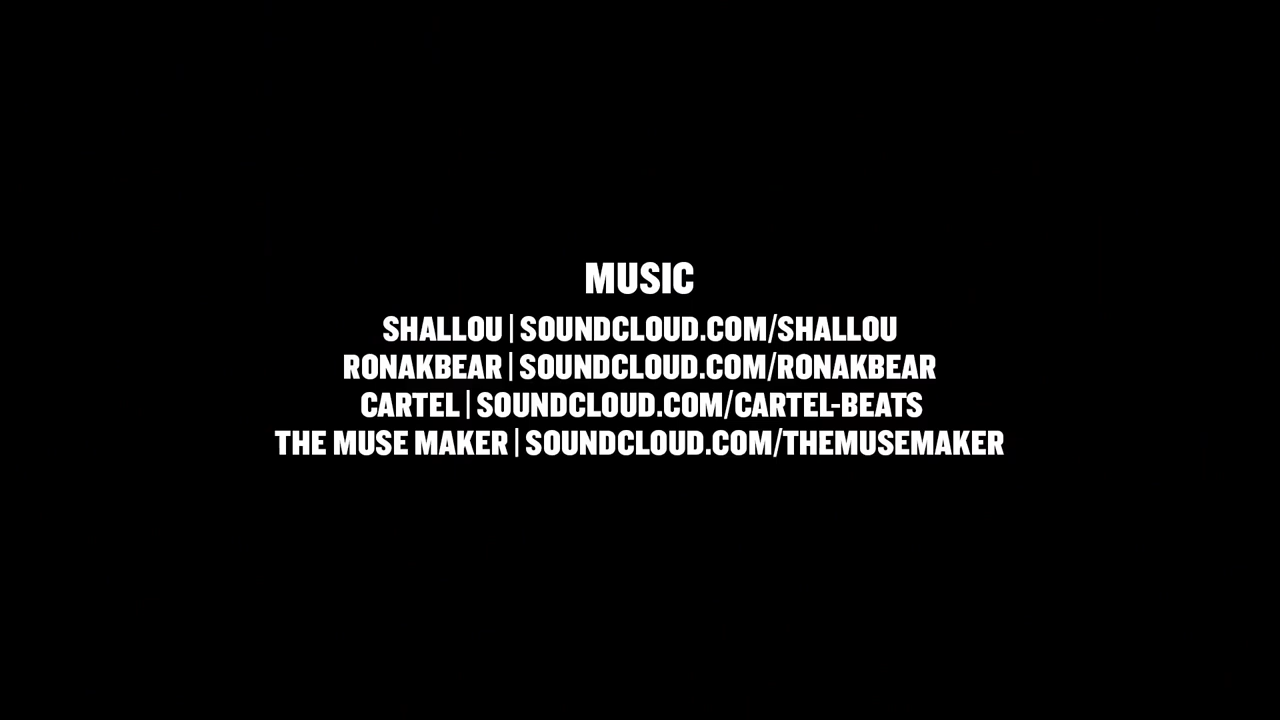 MUSIC
SHALLOU | SOUNDCLOUD.COM/SHALLOU
RONAKBEAR | SOUNDCLOUD.COM/RONAKBEAR
CARTEL | SOUNDCLOUD.COM/CARTEL-BEATS
THE MUSE MAKER | SOUNDCLOUD.COM/THEMUSEMAKER